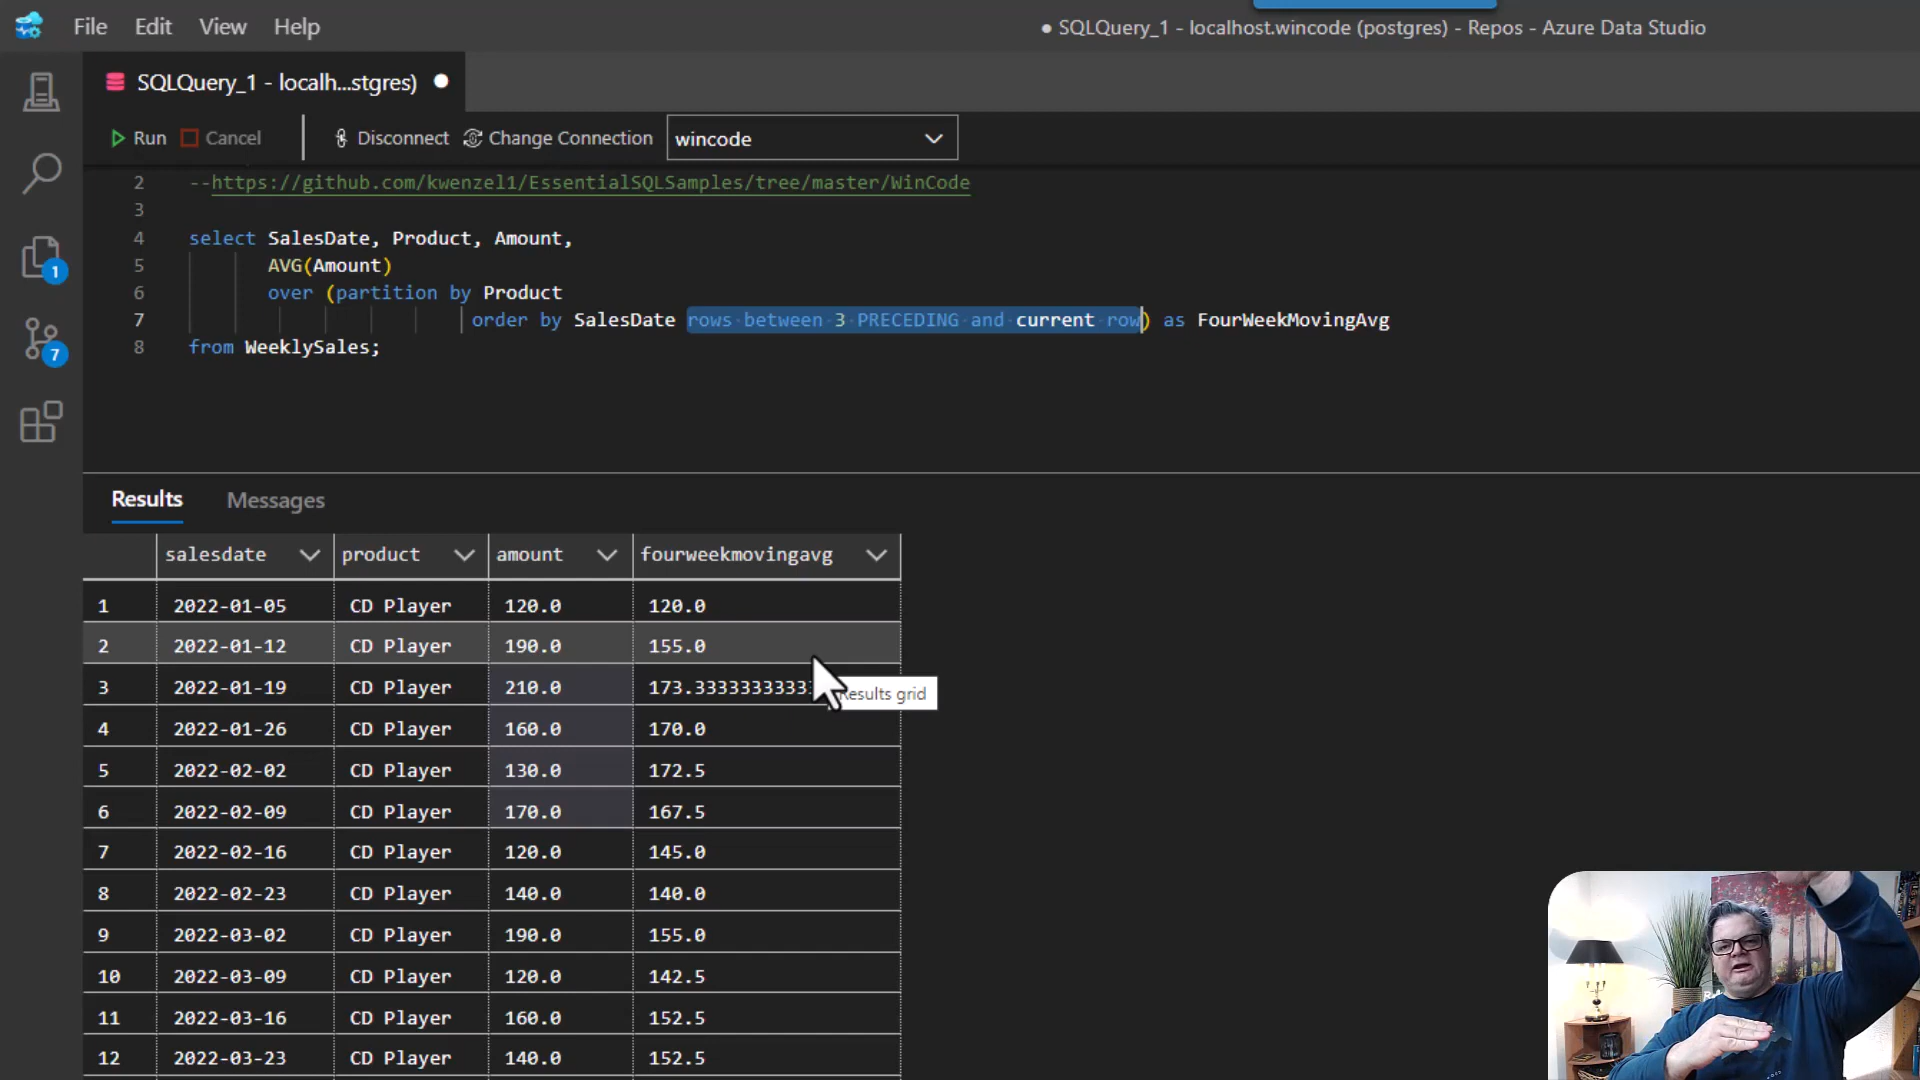 File Edit View Help
● SQLQuery_1 - localhost.wincode (postgres) - Repos - Azure Data Studio
SQLQuery_1 - localh...stgres)
Run Cancel Disconnect Change Connection wincode
2 --https://github.com/kwenzel1/EssentialSQLSamples/tree/master/WinCode
3
4 select SalesDate, Product, Amount,
5 AVG(Amount)
6 over (partition by Product
7 order by SalesDate rows between 3 PRECEDING and current row) as FourWeekMovingAvg
8 from WeeklySales;
1
7
Results Messages
salesdate product amount fourweekmovingavg
1 2022-01-05 CD Player 120.0 120.0
2 2022-01-12 CD Player 190.0 155.0
3 2022-01-19 CD Player 210.0 173.3333333333
Results grid
4 2022-01-26 CD Player 160.0 170.0
5 2022-02-02 CD Player 130.0 172.5
6 2022-02-09 CD Player 170.0 167.5
7 2022-02-16 CD Player 120.0 145.0
8 2022-02-23 CD Player 140.0 140.0
9 2022-03-02 CD Player 190.0 155.0
10 2022-03-09 CD Player 120.0 142.5
11 2022-03-16 CD Player 160.0 152.5
12 2022-03-23 CD Player 140.0 152.5